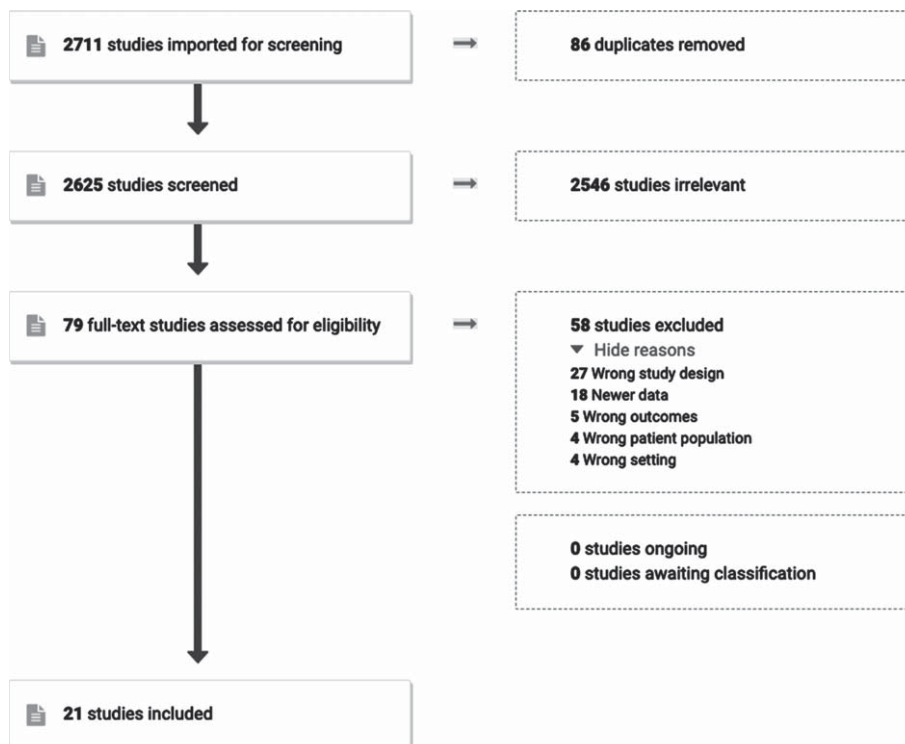 2711 studies imported for screening
86 duplicates removed
2625 studies screened
2546 studies irrelevant
79 full-text studies assessed for eligibility
58 studies excluded
Hide reasons
27 Wrong study design
18 Newer data
5 Wrong outcomes
4 Wrong patient population
4 Wrong setting
0 studies ongoing
0 studies awaiting classification
21 studies included